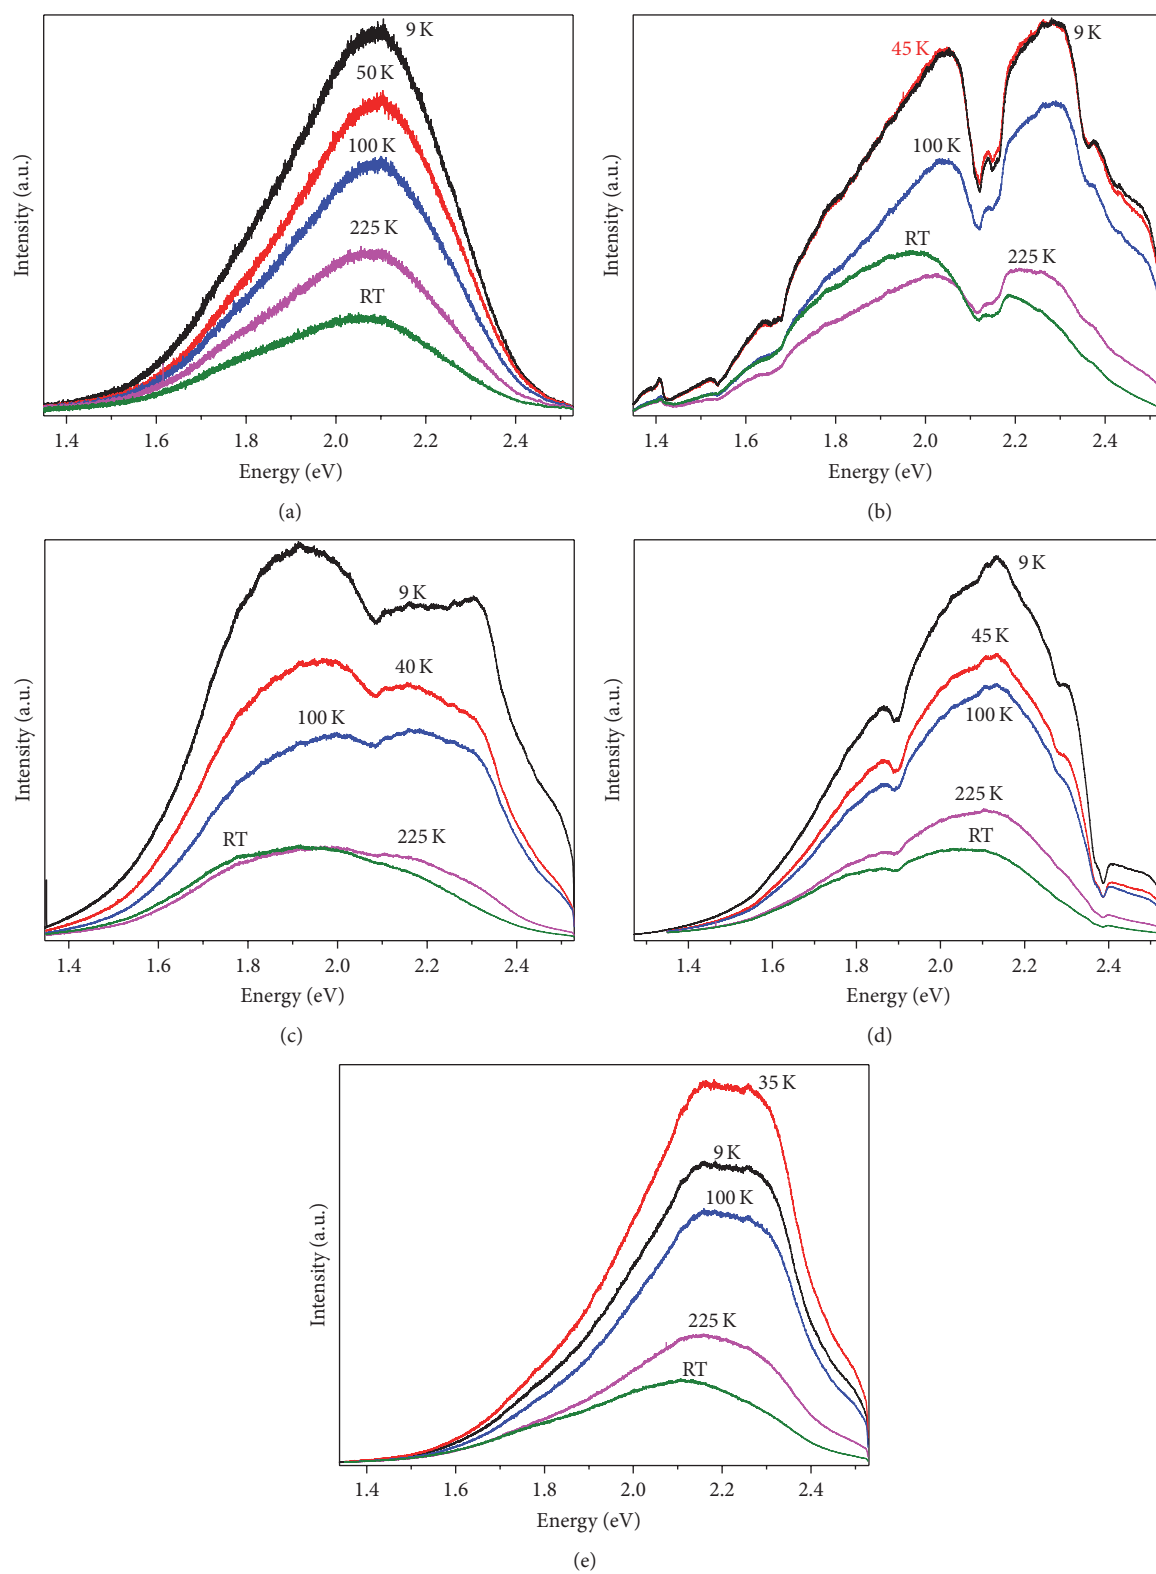 9 K
50 K
100 K
225 K
RT
Intensity (a.u.)
1.4 1.6 1.8 2.0 2.2 2.4
Energy (eV)
(a)
45 K
9 K
100 K
RT
225 K
Intensity (a.u.)
1.4 1.6 1.8 2.0 2.2 2.4
Energy (eV)
(b)
9 K
40 K
100 K
RT
225 K
Intensity (a.u.)
1.4 1.6 1.8 2.0 2.2 2.4
Energy (eV)
(c)
9 K
45 K
100 K
225 K
RT
Intensity (a.u.)
1.4 1.6 1.8 2.0 2.2 2.4
Energy (eV)
(d)
35 K
9 K
100 K
225 K
RT
Intensity (a.u.)
1.4 1.6 1.8 2.0 2.2 2.4
Energy (eV)
(e)